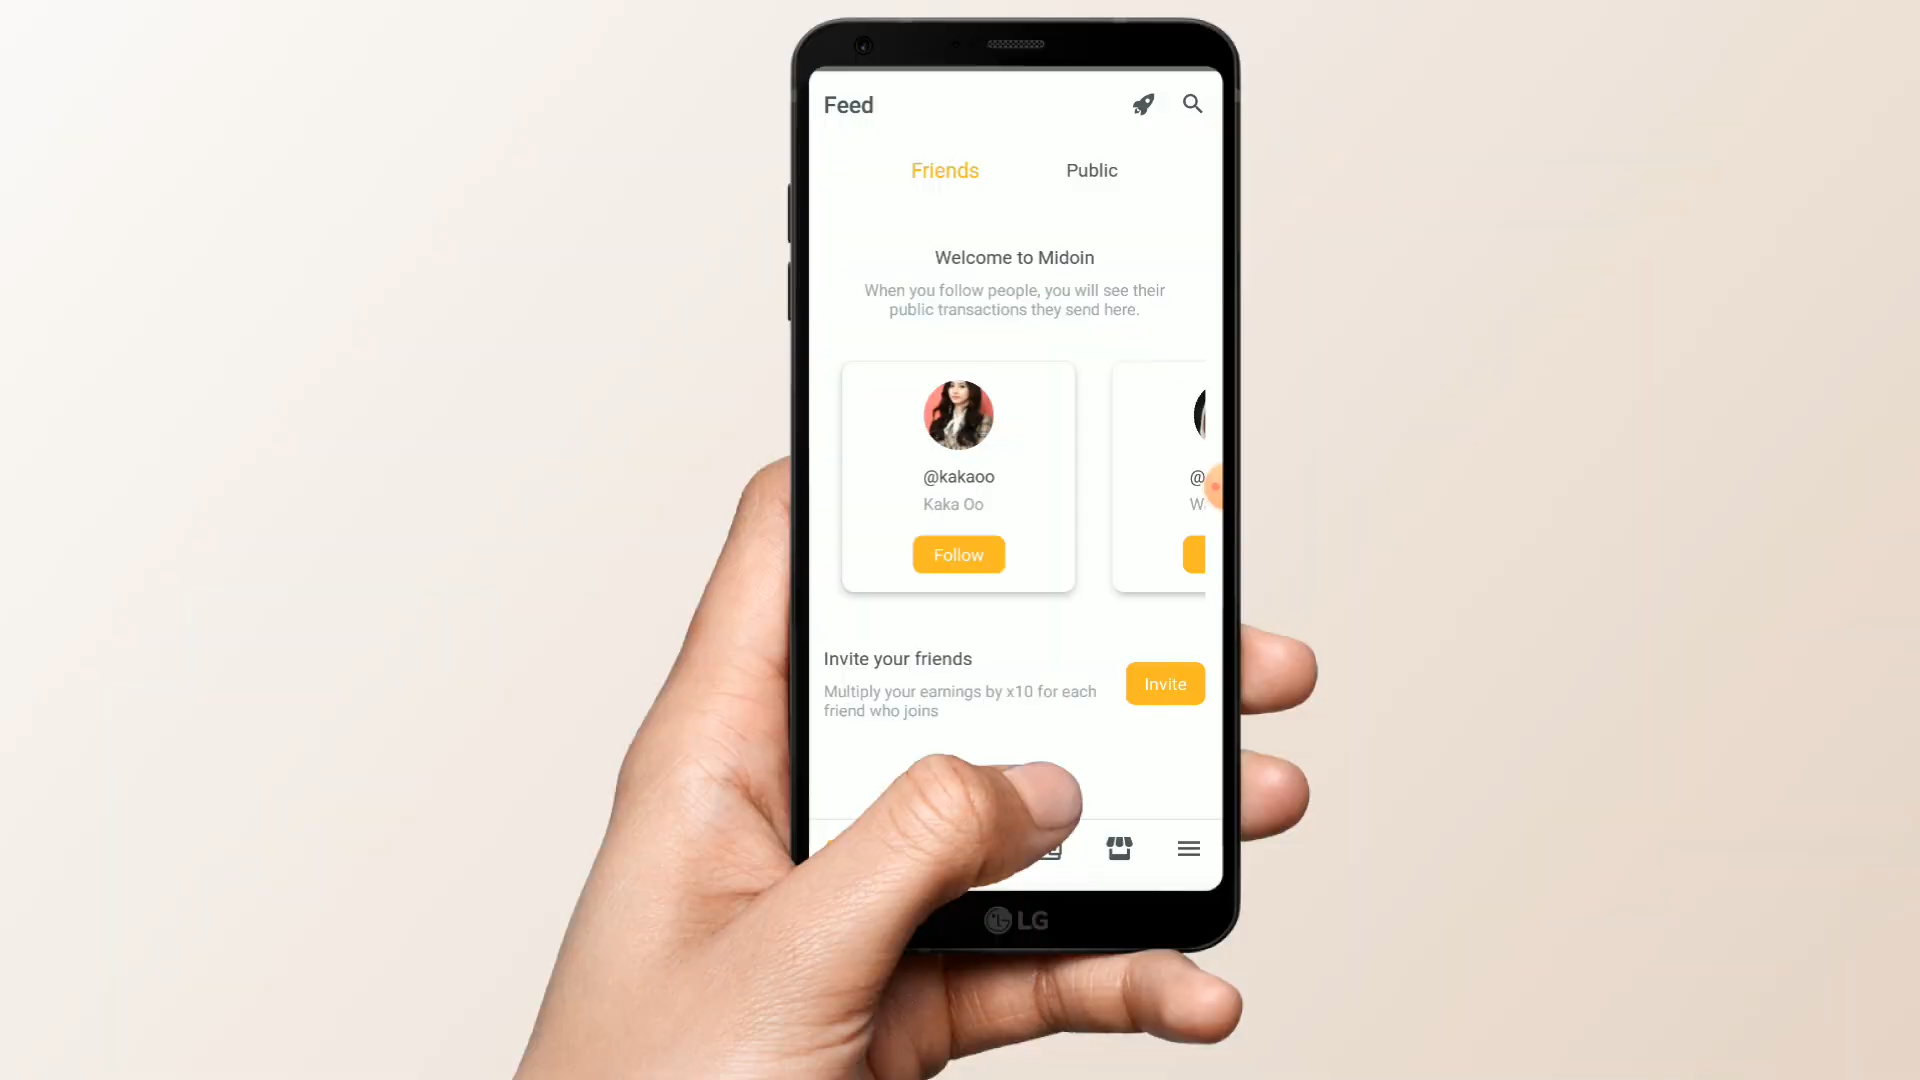 Feed
Friends
Public
Welcome to Midoin
When you follow people, you will see their
public transactions they send here.
@kakaoo
Kaka Oo
Follow
Invite your friends
Multiply your earnings by x10 for each
friend who joins
Invite
LG